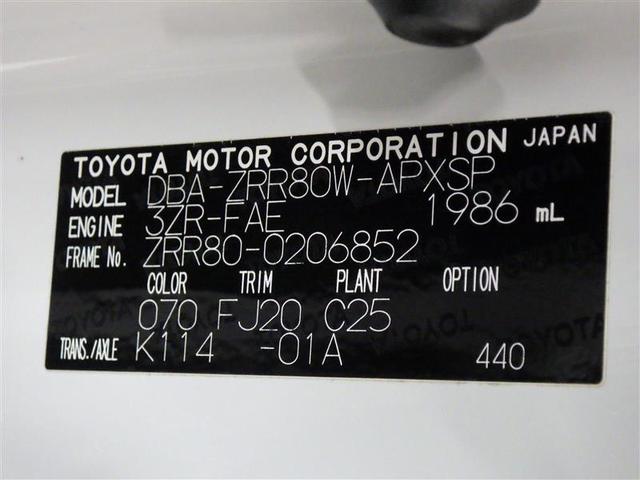 TOYOTA MOTOR CORPORATION JAPAN
MODEL DBA-ZRR80W-APXSP
ENGINE 3ZR-FAE 1986 mL
FRAME No. ZRR80-0206852
COLOR TRIM PLANT OPTION
070 FJ20 C25
TRANS./AXLE K114 -01A 440